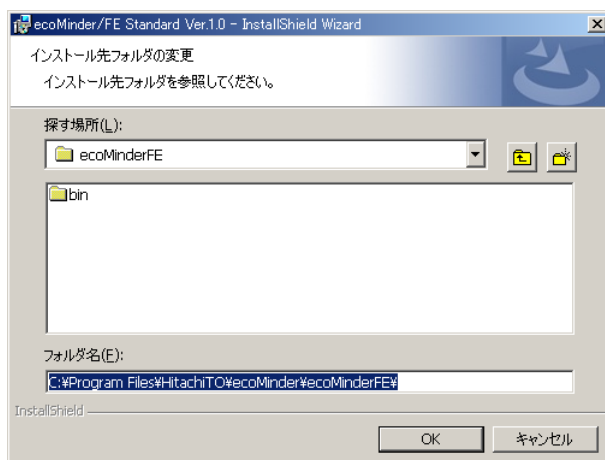 ecoMinder/FE Standard Ver.1.0 - InstallShield Wizard
インストール先フォルダの変更
インストール先フォルダを参照してください。
探す場所(L):
ecoMinderFE
bin
フォルダ名(F):
C:¥Program Files¥HitachiTO¥ecoMinder¥ecoMinderFE¥
InstallShield
OK
キャンセル